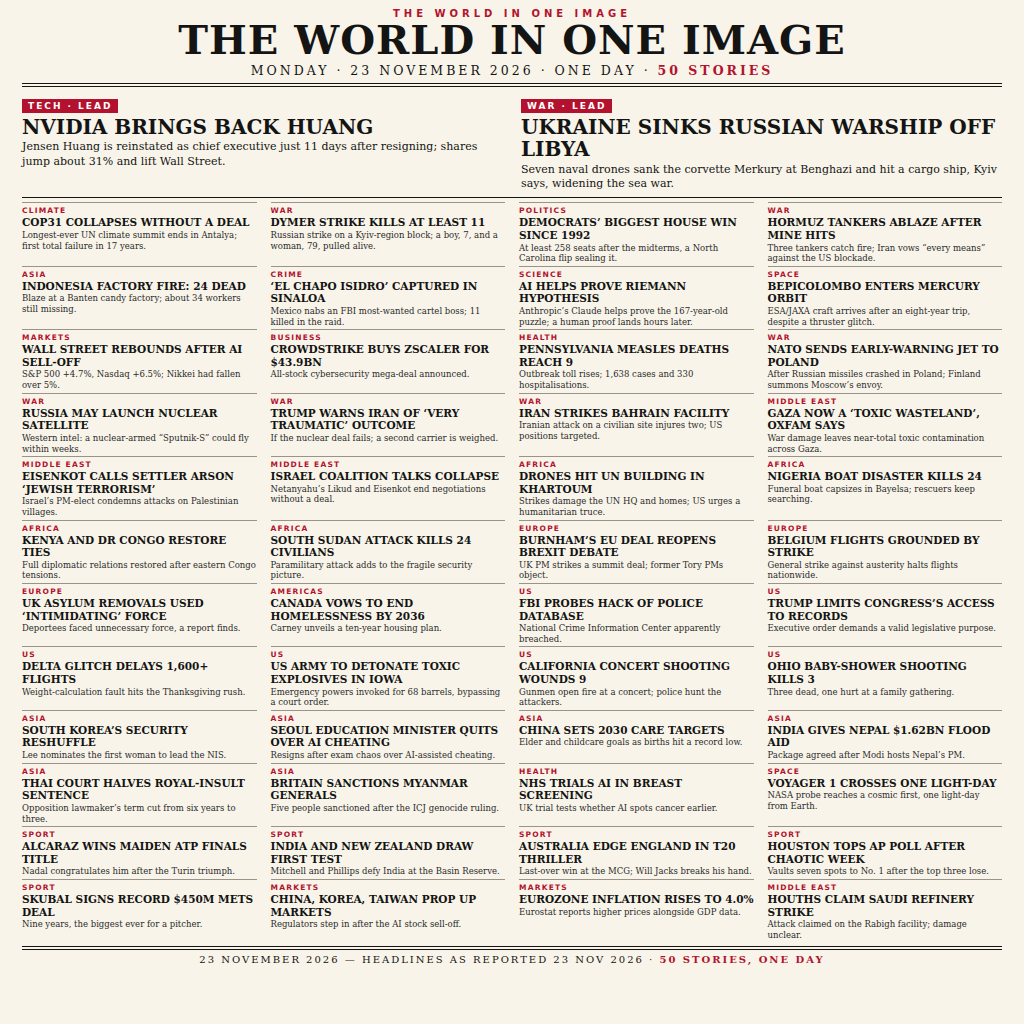 THE WORLD IN ONE IMAGE
THE WORLD IN ONE IMAGE
MONDAY · 23 NOVEMBER 2026 · ONE DAY · 50 STORIES
TECH · LEAD
NVIDIA BRINGS BACK HUANG
Jensen Huang is reinstated as chief executive just 11 days after resigning; shares
jump about 31% and lift Wall Street.
WAR · LEAD
UKRAINE SINKS RUSSIAN WARSHIP OFF
LIBYA
Seven naval drones sank the corvette Merkury at Benghazi and hit a cargo ship, Kyiv
says, widening the sea war.
CLIMATE
COP31 COLLAPSES WITHOUT A DEAL
Longest-ever UN climate summit ends in Antalya;
first total failure in 17 years.
WAR
DYMER STRIKE KILLS AT LEAST 11
Russian strike on a Kyiv-region block; a boy, 7, and a
woman, 79, pulled alive.
POLITICS
DEMOCRATS’ BIGGEST HOUSE WIN
SINCE 1992
At least 258 seats after the midterms, a North
Carolina flip sealing it.
WAR
HORMUZ TANKERS ABLAZE AFTER
MINE HITS
Three tankers catch fire; Iran vows “every means”
against the US blockade.
ASIA
INDONESIA FACTORY FIRE: 24 DEAD
Blaze at a Banten candy factory; about 34 workers
still missing.
CRIME
‘EL CHAPO ISIDRO’ CAPTURED IN
SINALOA
Mexico nabs an FBI most-wanted cartel boss; 11
killed in the raid.
SCIENCE
AI HELPS PROVE RIEMANN
HYPOTHESIS
Anthropic’s Claude helps prove the 167-year-old
puzzle; a human proof lands hours later.
SPACE
BEPICOLOMBO ENTERS MERCURY
ORBIT
ESA/JAXA craft arrives after an eight-year trip,
despite a thruster glitch.
MARKETS
WALL STREET REBOUNDS AFTER AI
SELL-OFF
S&P 500 +4.7%, Nasdaq +6.5%; Nikkei had fallen
over 5%.
BUSINESS
CROWDSTRIKE BUYS ZSCALER FOR
$43.9BN
All-stock cybersecurity mega-deal announced.
HEALTH
PENNSYLVANIA MEASLES DEATHS
REACH 9
Outbreak toll rises; 1,638 cases and 330
hospitalisations.
WAR
NATO SENDS EARLY-WARNING JET TO
POLAND
After Russian missiles crashed in Poland; Finland
summons Moscow’s envoy.
WAR
RUSSIA MAY LAUNCH NUCLEAR
SATELLITE
Western intel: a nuclear-armed “Sputnik-S” could fly
within weeks.
WAR
TRUMP WARNS IRAN OF ‘VERY
TRAUMATIC’ OUTCOME
If the nuclear deal fails; a second carrier is weighed.
WAR
IRAN STRIKES BAHRAIN FACILITY
Iranian attack on a civilian site injures two; US
positions targeted.
MIDDLE EAST
GAZA NOW A ‘TOXIC WASTELAND’,
OXFAM SAYS
War damage leaves near-total toxic contamination
across Gaza.
MIDDLE EAST
EISENKOT CALLS SETTLER ARSON
‘JEWISH TERRORISM’
Israel’s PM-elect condemns attacks on Palestinian
villages.
MIDDLE EAST
ISRAEL COALITION TALKS COLLAPSE
Netanyahu’s Likud and Eisenkot end negotiations
without a deal.
AFRICA
DRONES HIT UN BUILDING IN
KHARTOUM
Strikes damage the UN HQ and homes; US urges a
humanitarian truce.
AFRICA
NIGERIA BOAT DISASTER KILLS 24
Funeral boat capsizes in Bayelsa; rescuers keep
searching.
AFRICA
KENYA AND DR CONGO RESTORE
TIES
Full diplomatic relations restored after eastern Congo
tensions.
AFRICA
SOUTH SUDAN ATTACK KILLS 24
CIVILIANS
Paramilitary attack adds to the fragile security
picture.
EUROPE
BURNHAM’S EU DEAL REOPENS
BREXIT DEBATE
UK PM strikes a summit deal; former Tory PMs
object.
EUROPE
BELGIUM FLIGHTS GROUNDED BY
STRIKE
General strike against austerity halts flights
nationwide.
EUROPE
UK ASYLUM REMOVALS USED
‘INTIMIDATING’ FORCE
Deportees faced unnecessary force, a report finds.
AMERICAS
CANADA VOWS TO END
HOMELESSNESS BY 2036
Carney unveils a ten-year housing plan.
US
FBI PROBES HACK OF POLICE
DATABASE
National Crime Information Center apparently
breached.
US
TRUMP LIMITS CONGRESS’S ACCESS
TO RECORDS
Executive order demands a valid legislative purpose.
US
DELTA GLITCH DELAYS 1,600+
FLIGHTS
Weight-calculation fault hits the Thanksgiving rush.
US
US ARMY TO DETONATE TOXIC
EXPLOSIVES IN IOWA
Emergency powers invoked for 68 barrels, bypassing
a court order.
US
CALIFORNIA CONCERT SHOOTING
WOUNDS 9
Gunmen open fire at a concert; police hunt the
attackers.
US
OHIO BABY-SHOWER SHOOTING
KILLS 3
Three dead, one hurt at a family gathering.
ASIA
SOUTH KOREA’S SECURITY
RESHUFFLE
Lee nominates the first woman to lead the NIS.
ASIA
SEOUL EDUCATION MINISTER QUITS
OVER AI CHEATING
Resigns after exam chaos over AI-assisted cheating.
ASIA
CHINA SETS 2030 CARE TARGETS
Elder and childcare goals as births hit a record low.
ASIA
INDIA GIVES NEPAL $1.62BN FLOOD
AID
Package agreed after Modi hosts Nepal’s PM.
ASIA
THAI COURT HALVES ROYAL-INSULT
SENTENCE
Opposition lawmaker’s term cut from six years to
three.
ASIA
BRITAIN SANCTIONS MYANMAR
GENERALS
Five people sanctioned after the ICJ genocide ruling.
HEALTH
NHS TRIALS AI IN BREAST
SCREENING
UK trial tests whether AI spots cancer earlier.
SPACE
VOYAGER 1 CROSSES ONE LIGHT-DAY
NASA probe reaches a cosmic first, one light-day
from Earth.
SPORT
ALCARAZ WINS MAIDEN ATP FINALS
TITLE
Nadal congratulates him after the Turin triumph.
SPORT
INDIA AND NEW ZEALAND DRAW
FIRST TEST
Mitchell and Phillips defy India at the Basin Reserve.
SPORT
AUSTRALIA EDGE ENGLAND IN T20
THRILLER
Last-over win at the MCG; Will Jacks breaks his hand.
SPORT
HOUSTON TOPS AP POLL AFTER
CHAOTIC WEEK
Vaults seven spots to No. 1 after the top three lose.
SPORT
SKUBAL SIGNS RECORD $450M METS
DEAL
Nine years, the biggest ever for a pitcher.
MARKETS
CHINA, KOREA, TAIWAN PROP UP
MARKETS
Regulators step in after the AI stock sell-off.
MARKETS
EUROZONE INFLATION RISES TO 4.0%
Eurostat reports higher prices alongside GDP data.
MIDDLE EAST
HOUTHS CLAIM SAUDI REFINERY
STRIKE
Attack claimed on the Rabigh facility; damage
unclear.
23 NOVEMBER 2026 — HEADLINES AS REPORTED 23 NOV 2026 · 50 STORIES, ONE DAY